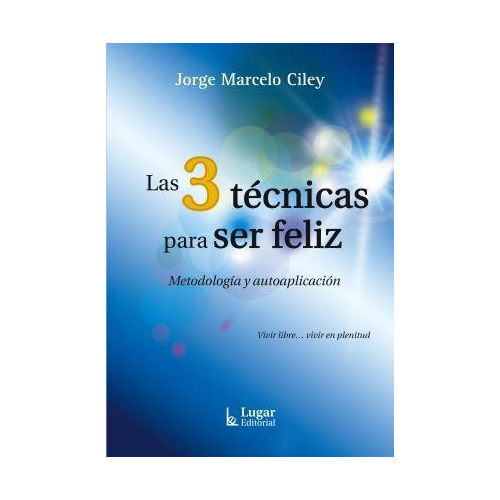 Jorge Marcelo Ciley
Las 3 técnicas
para ser feliz
Metodología y autoaplicación
Vivir libre... vivir en plenitud
Lugar
Editorial